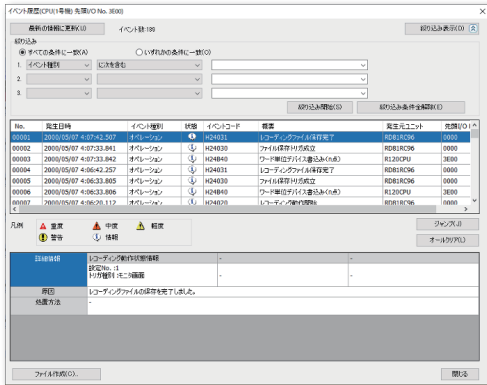 イベント履歴(CPU(1号機) 先頭I/O No. 3E00)
最新の情報に更新(U) イベント数:189 絞り込み表示(D)
絞り込み
すべての条件に一致(A) いずれかの条件に一致(O)
1. イベント種別 に次を含む
2.
3.
絞り込み開始(S) 絞り込み条件全解除(E)
No. 発生日時 イベント種別 状態 イベントコード 概要 発生元ユニット 先頭I/O
00001 2000/05/07 4:07:42.507 オペレーション H24031 レコーディングファイル保存完了 RD81RC96 0000
00002 2000/05/07 4:07:33.841 オペレーション H24030 ファイル保存トリガ成立 RD81RC96 0000
00003 2000/05/07 4:07:33.842 オペレーション H24B40 ワード単位デバイス書込み(n点) R120CPU 3E00
00004 2000/05/07 4:06:42.257 オペレーション H24031 レコーディングファイル保存完了 RD81RC96 0000
00005 2000/05/07 4:06:33.805 オペレーション H24030 ファイル保存トリガ成立 RD81RC96 0000
00006 2000/05/07 4:06:33.806 オペレーション H24B40 ワード単位デバイス書込み(n点) R120CPU 3E00
00007 2000/05/07 4:06:20.112 オペレーション H24020 レコーディング動作開始 RD81RC96 0000
凡例 重度 中度 軽度 ジャンプ(J)
警告 情報 オールクリア(L)
詳細情報 レコーディング動作状態情報 - -
設定No. :1
トリガ種別 :モニタ画面 - -
原因 レコーディングファイルの保存を完了しました。
処置方法 -
ファイル作成(C)... 閉じる